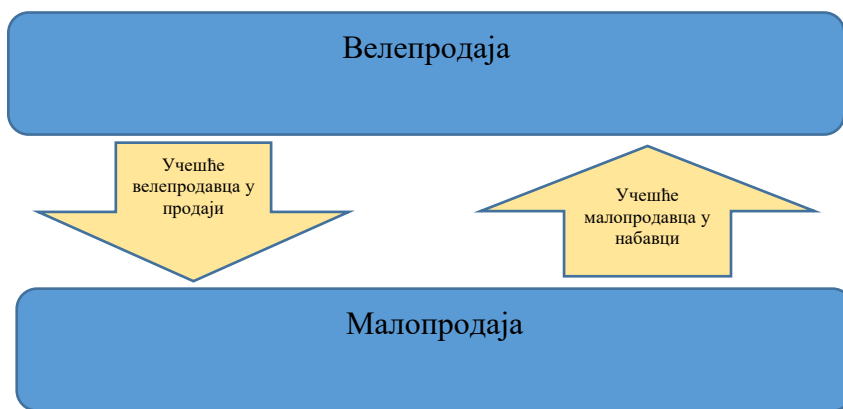 Велепродаја
Учешће
велепродавца у
продаји
Учешће
малопродавца у
набавци
Малопродаја